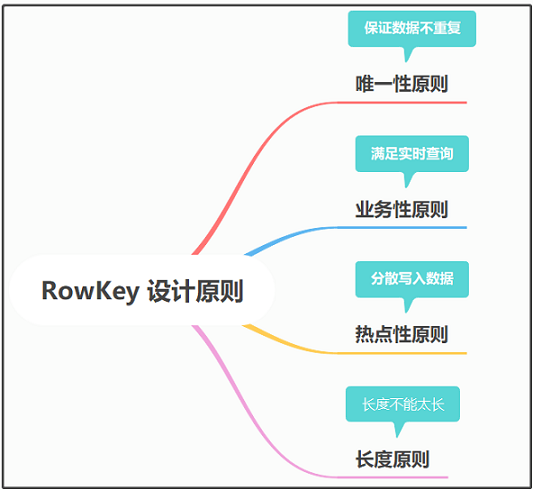 保证数据不重复
唯一性原则
满足实时查询
业务性原则
RowKey 设计原则
分散写入数据
热点性原则
长度不能太长
长度原则